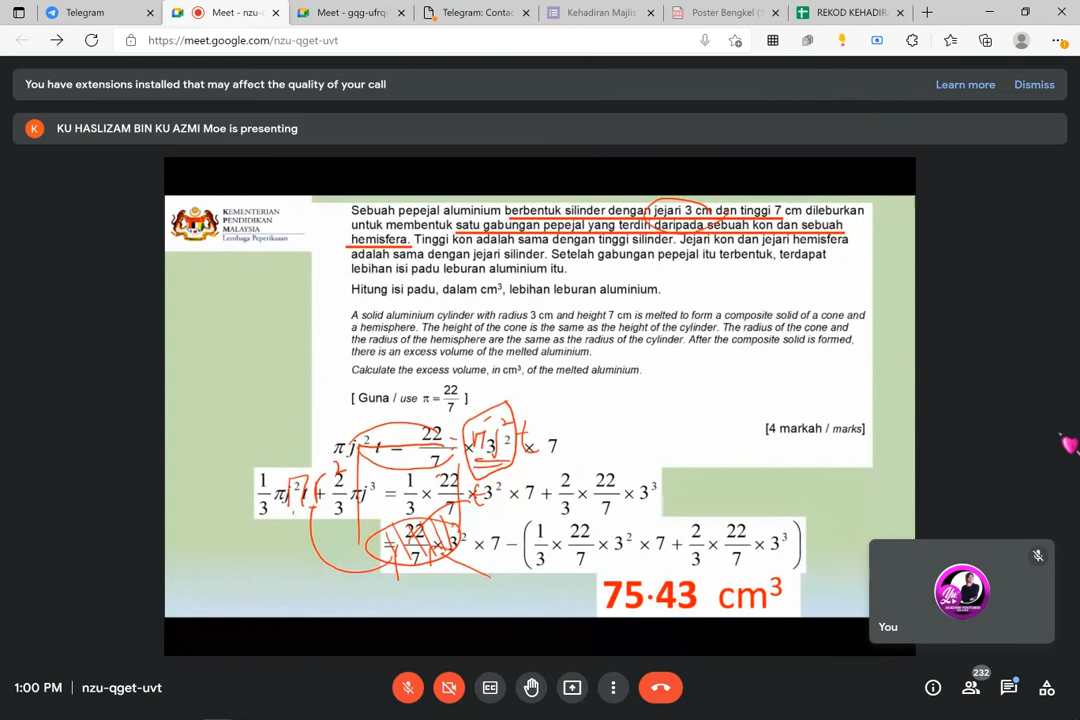 Telegram
Meet - nzu-
Meet - gqg-ufrq-
Telegram: Contac
Kehadiran Majlis
Poster Bengkel (
REKOD KEHADIRA
https://meet.google.com/nzu-qget-uvt
You have extensions installed that may affect the quality of your call
Learn more
Dismiss
K
KU HASLIZAM BIN KU AZMI Moe is presenting
KEMENTERIAN
PENDIDIKAN
MALAYSIA
Lembaga Peperiksaan
Sebuah pepejal aluminium berbentuk silinder dengan jejari 3 cm dan tinggi 7 cm dileburkan
untuk membentuk satu gabungan pepejal yang terdiri daripada sebuah kon dan sebuah
hemisfera. Tinggi kon adalah sama dengan tinggi silinder. Jejari kon dan jejari hemisfera
adalah sama dengan jejari silinder. Setelah gabungan pepejal itu terbentuk, terdapat
lebihan isi padu leburan aluminium itu.
Hitung isi padu, dalam cm³, lebihan leburan aluminium.
A solid aluminium cylinder with radius 3 cm and height 7 cm is melted to form a composite solid of a cone and
a hemisphere. The height of the cone is the same as the height of the cylinder. The radius of the cone and
the radius of the hemisphere are the same as the radius of the cylinder. After the composite solid is formed,
there is an excess volume of the melted aluminium.
Calculate the excess volume, in cm³, of the melted aluminium.
[ Guna / use π = 22/7 ]
[4 markah / marks]
πj²t = 22/7 × 3² × 7
1/3 πj²t + 2/3 πj³ = 1/3 × 22/7 × 3² × 7 + 2/3 × 22/7 × 3³
= 22/7 × 3² × 7 − ( 1/3 × 22/7 × 3² × 7 + 2/3 × 22/7 × 3³ )
75·43 cm³
You
1:00 PM
nzu-qget-uvt
232